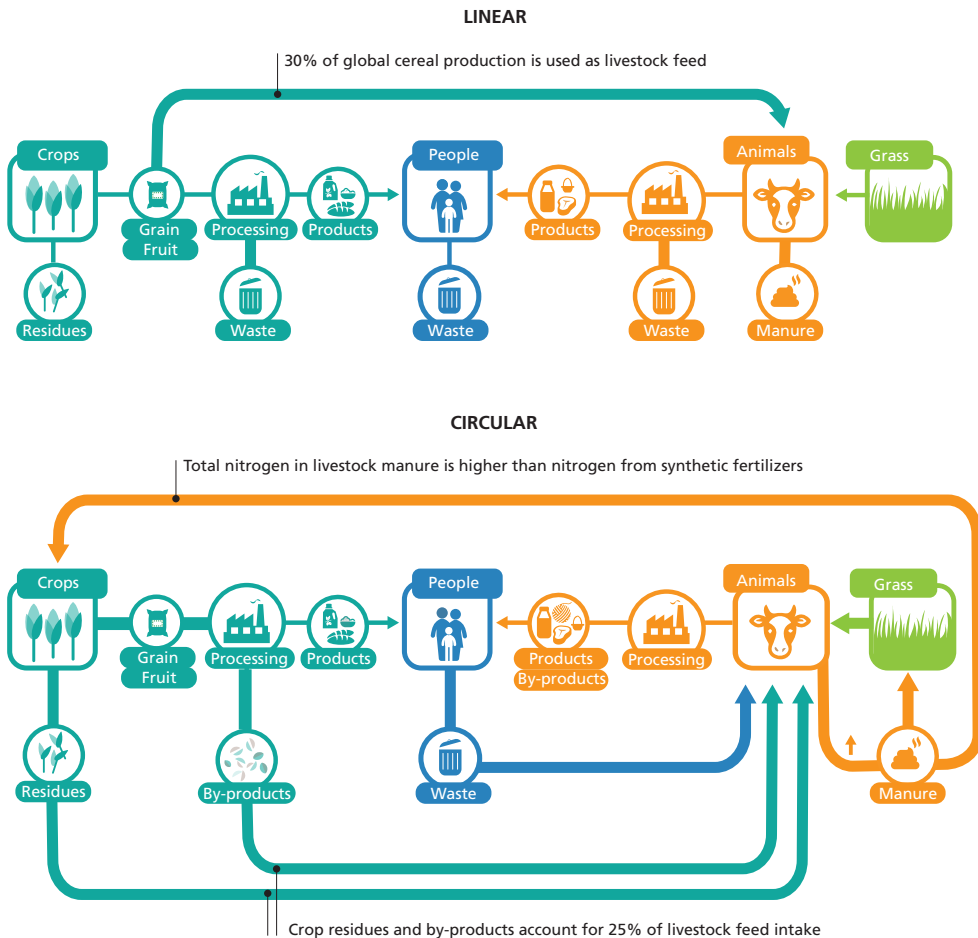 LINEAR
30% of global cereal production is used as livestock feed
Crops
People
Animals
Grass
Grain
Fruit
Processing
Products
Products
Processing
Residues
Waste
Waste
Waste
Manure
CIRCULAR
Total nitrogen in livestock manure is higher than nitrogen from synthetic fertilizers
Crops
People
Animals
Grass
Grain
Fruit
Processing
Products
Products
By-products
Processing
Residues
By-products
Waste
Manure
Crop residues and by-products account for 25% of livestock feed intake